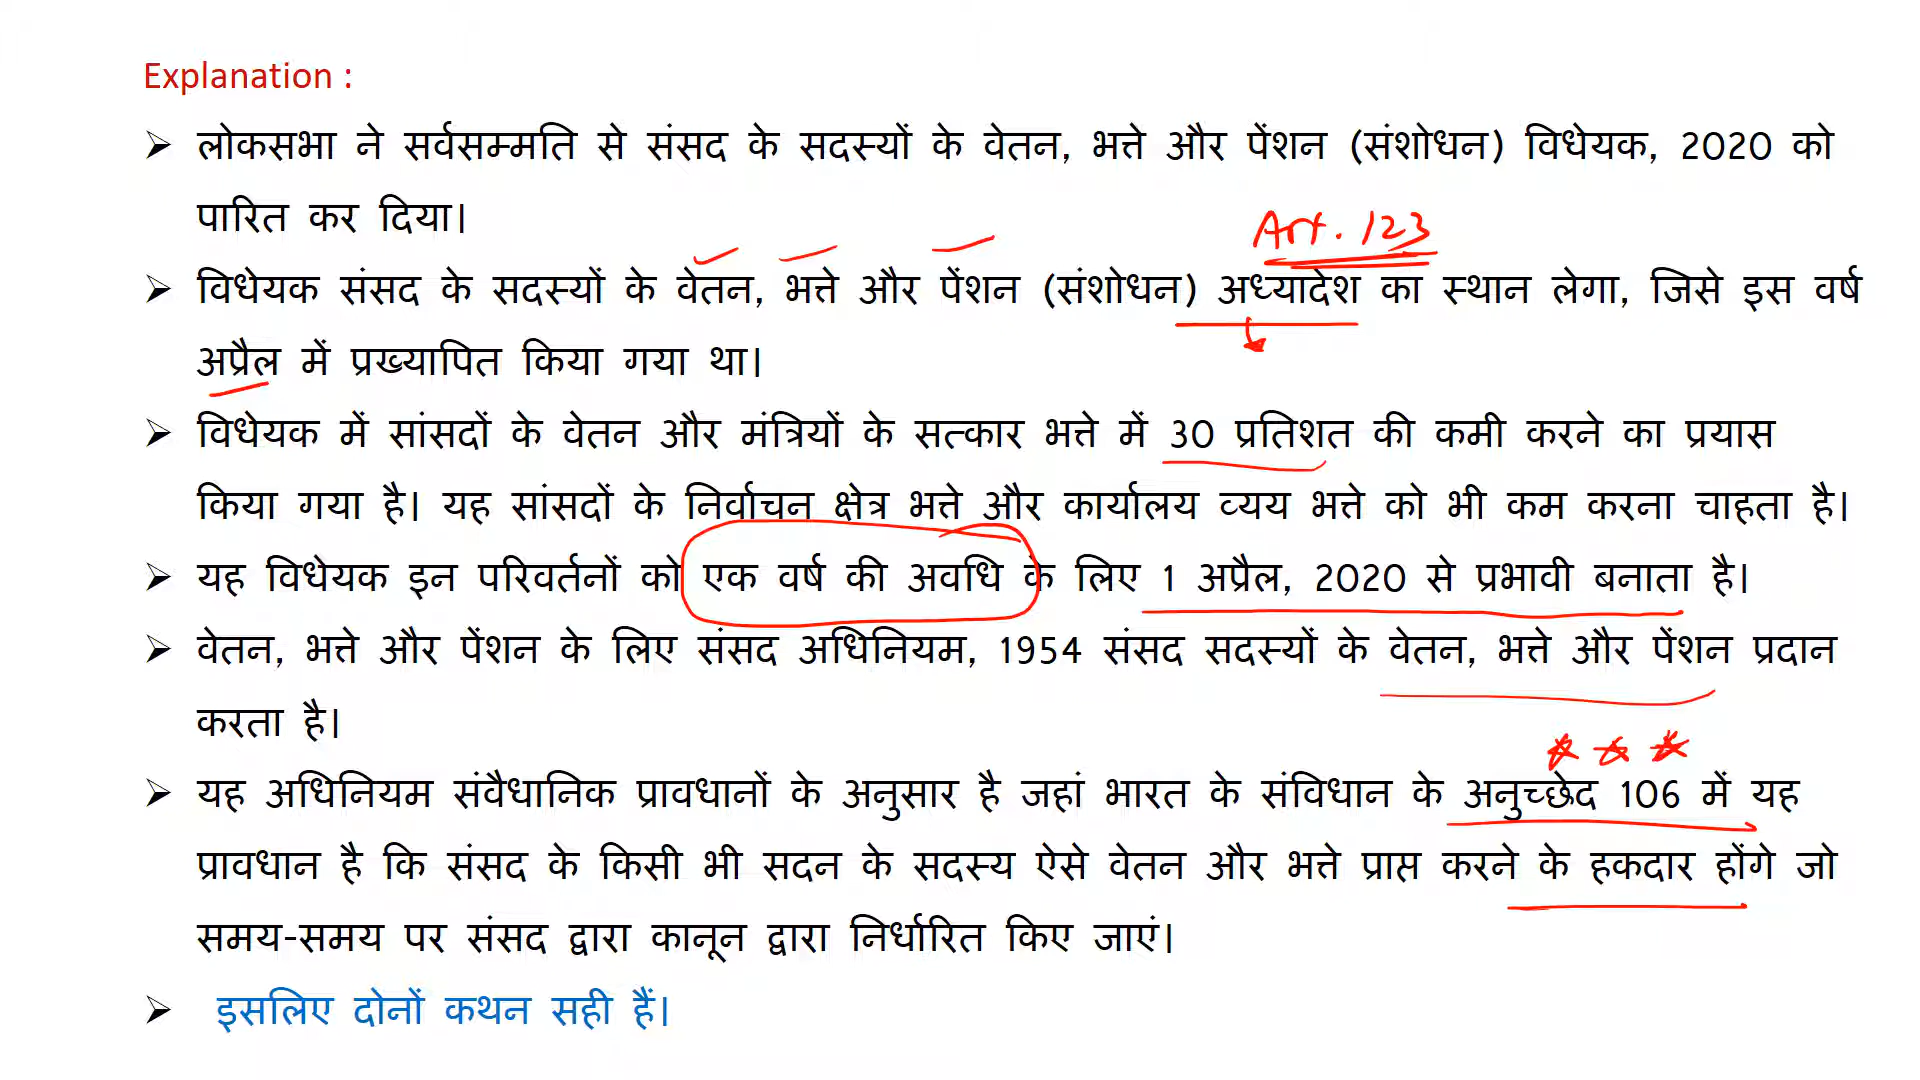 Explanation :
➢ लोकसभा ने सर्वसम्मति से संसद के सदस्यों के वेतन, भत्ते और पेंशन (संशोधन) विधेयक, 2020 को
पारित कर दिया।
Art. 123
➢ विधेयक संसद के सदस्यों के वेतन, भत्ते और पेंशन (संशोधन) अध्यादेश का स्थान लेगा, जिसे इस वर्ष
अप्रैल में प्रख्यापित किया गया था।
➢ विधेयक में सांसदों के वेतन और मंत्रियों के सत्कार भत्ते में 30 प्रतिशत की कमी करने का प्रयास
किया गया है। यह सांसदों के निर्वाचन क्षेत्र भत्ते और कार्यालय व्यय भत्ते को भी कम करना चाहता है।
➢ यह विधेयक इन परिवर्तनों को एक वर्ष की अवधि के लिए 1 अप्रैल, 2020 से प्रभावी बनाता है।
➢ वेतन, भत्ते और पेंशन के लिए संसद अधिनियम, 1954 संसद सदस्यों के वेतन, भत्ते और पेंशन प्रदान
करता है।
➢ यह अधिनियम संवैधानिक प्रावधानों के अनुसार है जहां भारत के संविधान के अनुच्छेद 106 में यह
प्रावधान है कि संसद के किसी भी सदन के सदस्य ऐसे वेतन और भत्ते प्राप्त करने के हकदार होंगे जो
समय-समय पर संसद द्वारा कानून द्वारा निर्धारित किए जाएं।
➢ इसलिए दोनों कथन सही हैं।